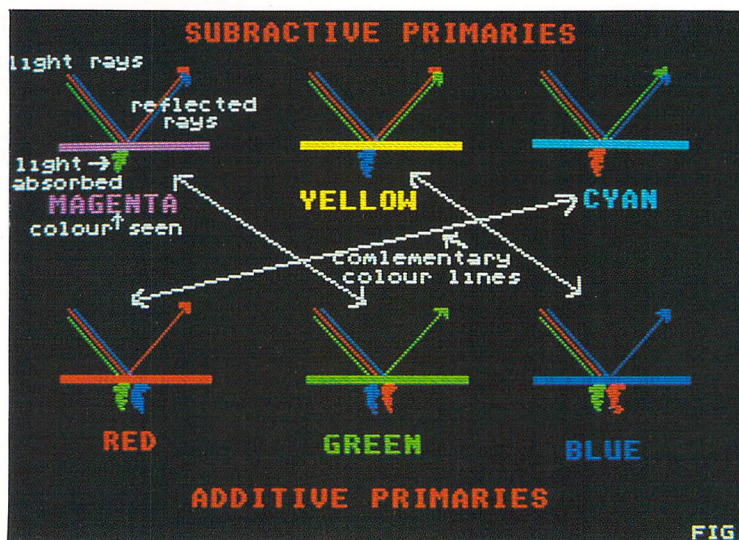 SUBRACTIVE PRIMARIES
light rays
reflected
rays
light →
absorbed
MAGENTA
colour seen
YELLOW
CYAN
comlementary
colour lines
RED
GREEN
BLUE
ADDITIVE PRIMARIES
FIG